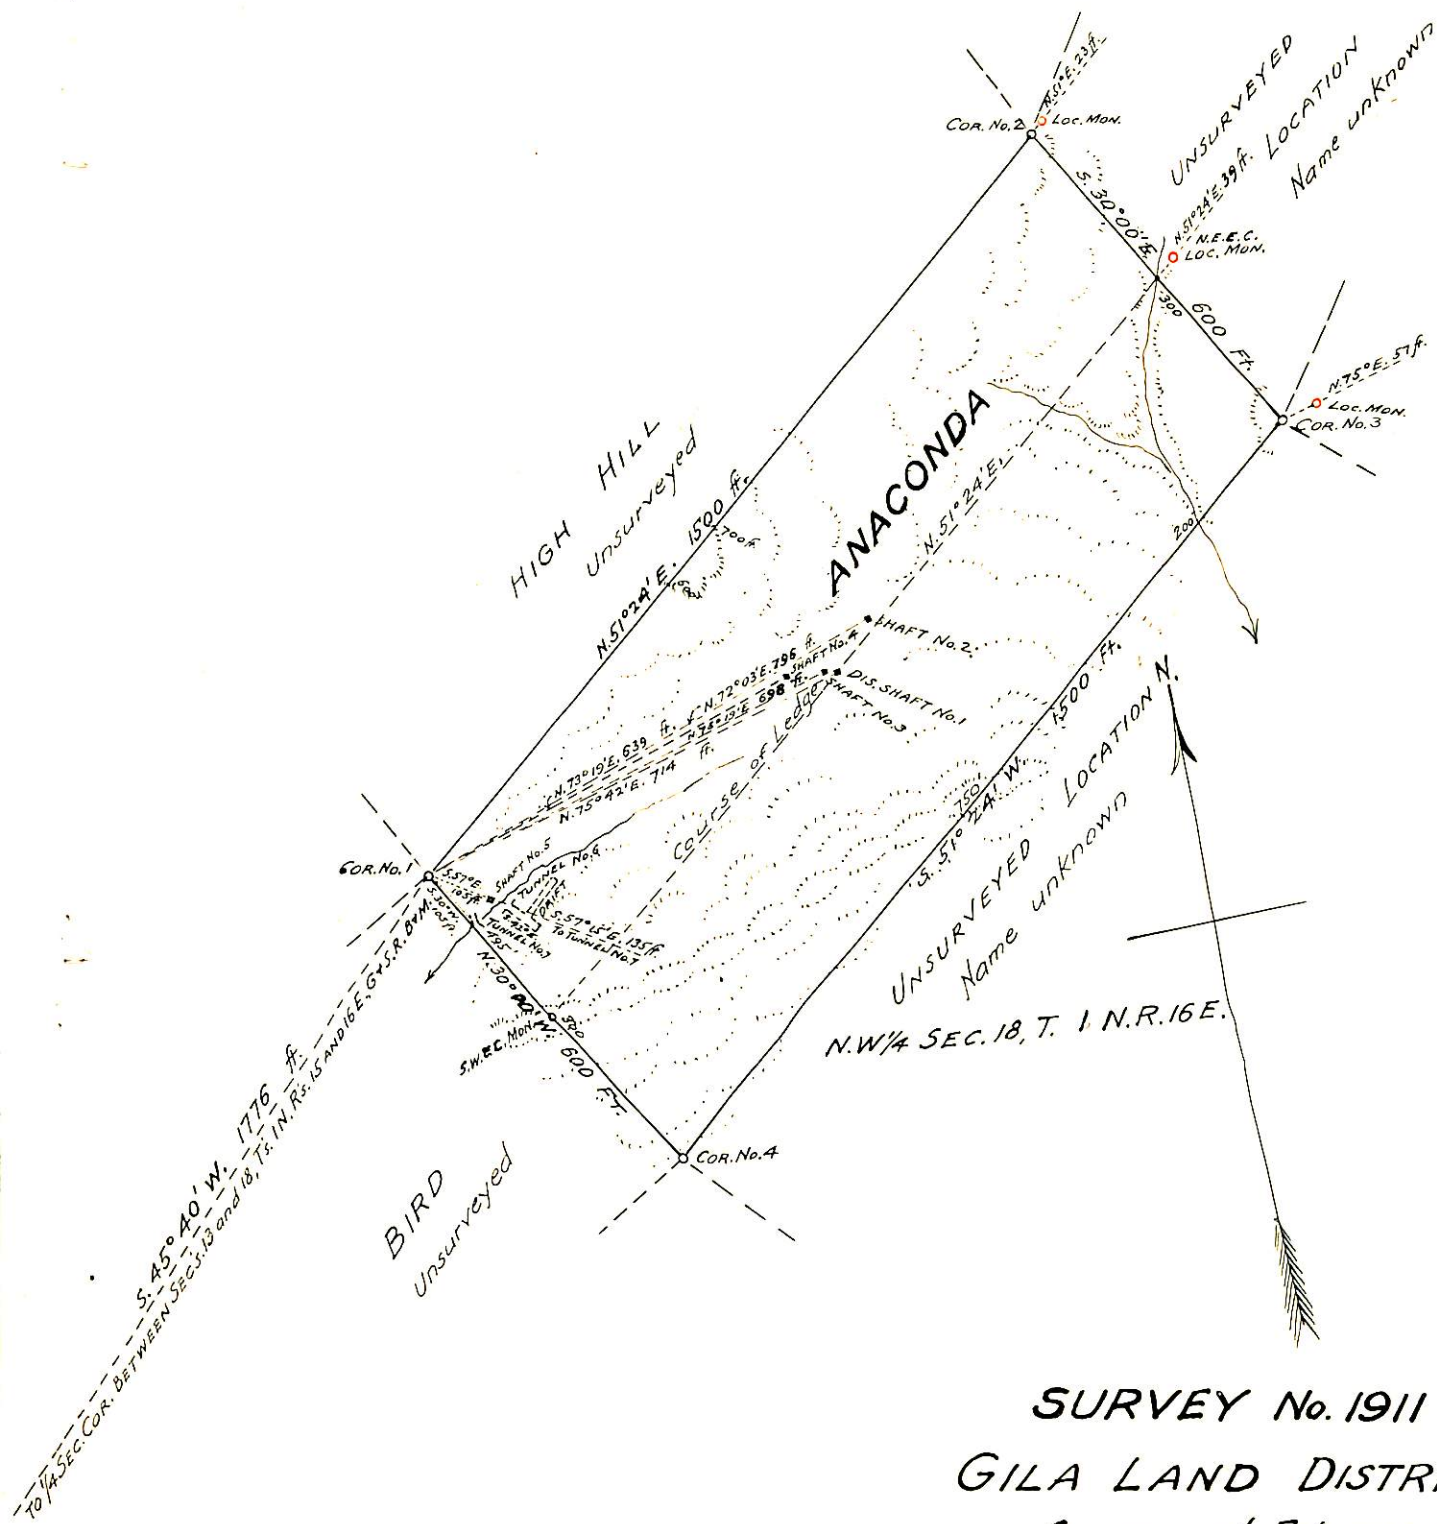 N.51°E.23ft.
COR. No.2
LOC. MON.
UNSURVEYED
LOCATION
Name unknown
S. 30°00'E.
600 Ft.
N.51°24'E.39 ft.
N.E.E.C.
LOC. MON.
300
N.75°E. 57ft.
LOC. MON.
COR. No. 3
HIGH HILL
Unsurveyed
N.51°24'E. 1500 ft.
700 ft.
ANACONDA
N.51°24'E.
200
SHAFT No.2
SHAFT No.4
DIS. SHAFT No.1
SHAFT No.3
N.72°03'E. 796 ft.
N.73°19'E. 639 ft.
698 ft.
N.75°42'E. 714 ft.
Course of Ledge
S. 51°24' W. 1500 Ft.
750
UNSURVEYED LOCATION
Name unknown
N.
COR. No. 1
S.57°E.
105 ft.
SHAFT No.5
TUNNEL No.6
DRIFT
S.57°15'E. 135 ft.
TO TUNNEL No.7
TUNNEL No.7
N.30°00'W. 600 FT.
300
S.W.E.C. MON.
COR. No.4
N.W.1/4 SEC. 18, T. 1 N.R.16E.
BIRD
Unsurveyed
S. 45° 40' W. 1776 ft.
TO 1/4 SEC. COR. BETWEEN SECS. 13 and 18, Ts. 1 N. R's. 15 AND 16 E. G & S. R. B & M.
SURVEY No. 1911
GILA LAND DISTR